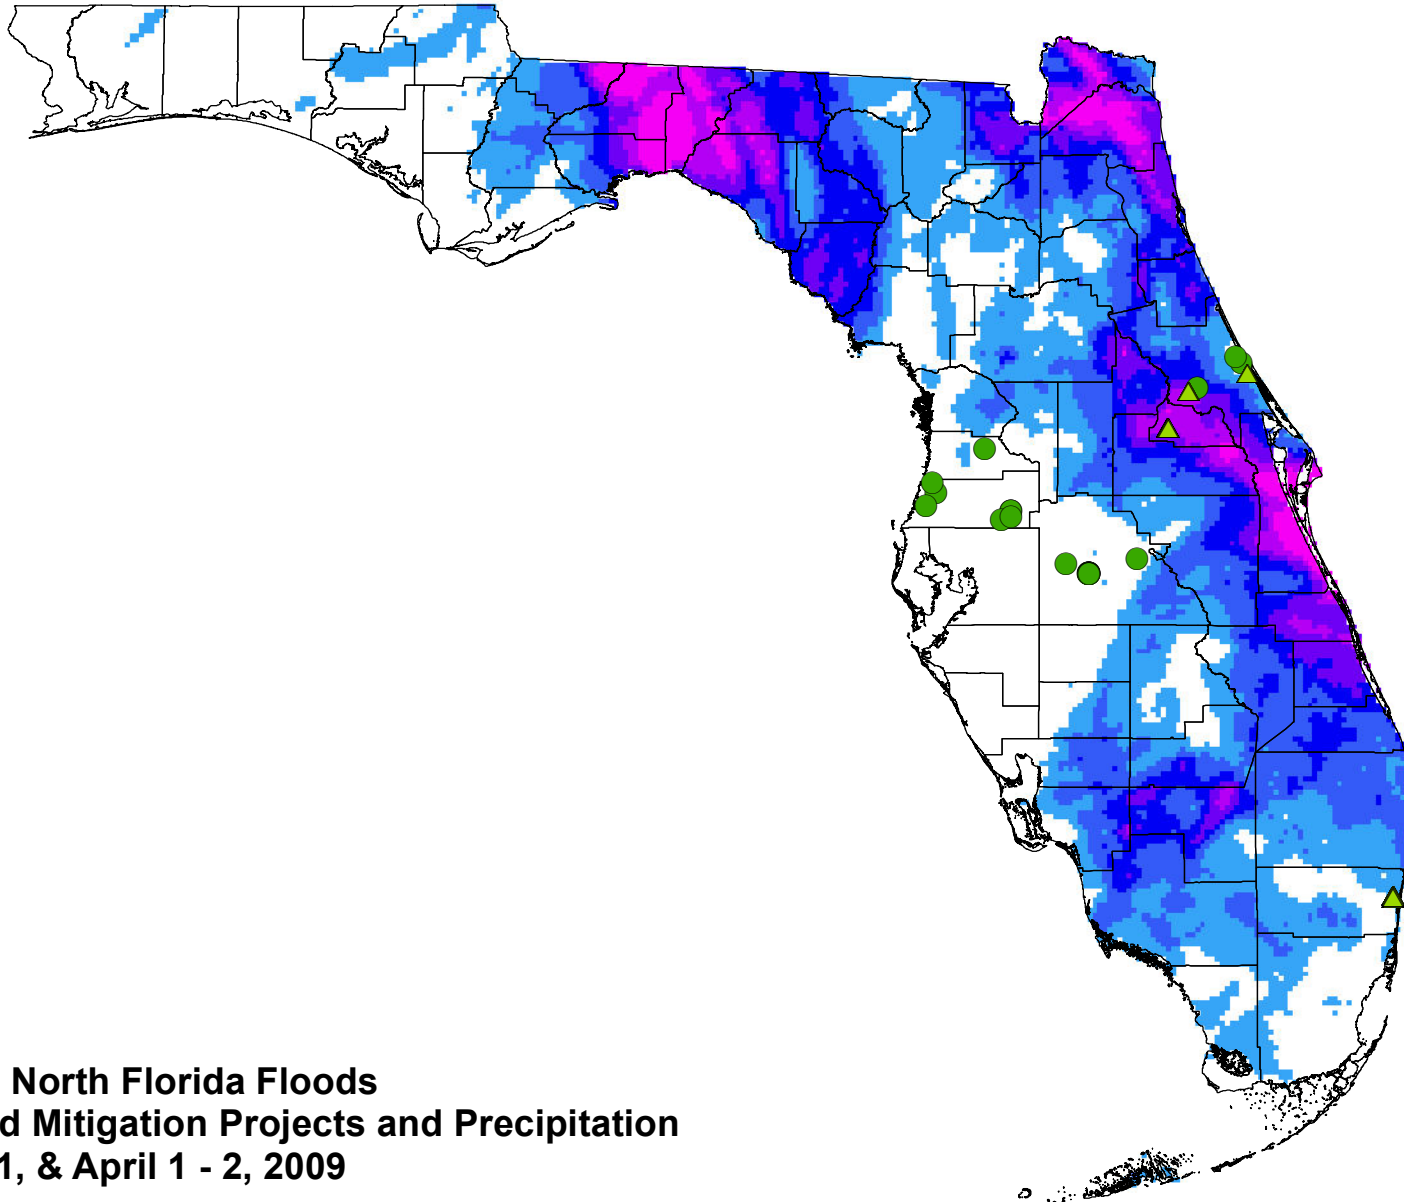 North Florida Floods
d Mitigation Projects and Precipitation
1, & April 1 - 2, 2009